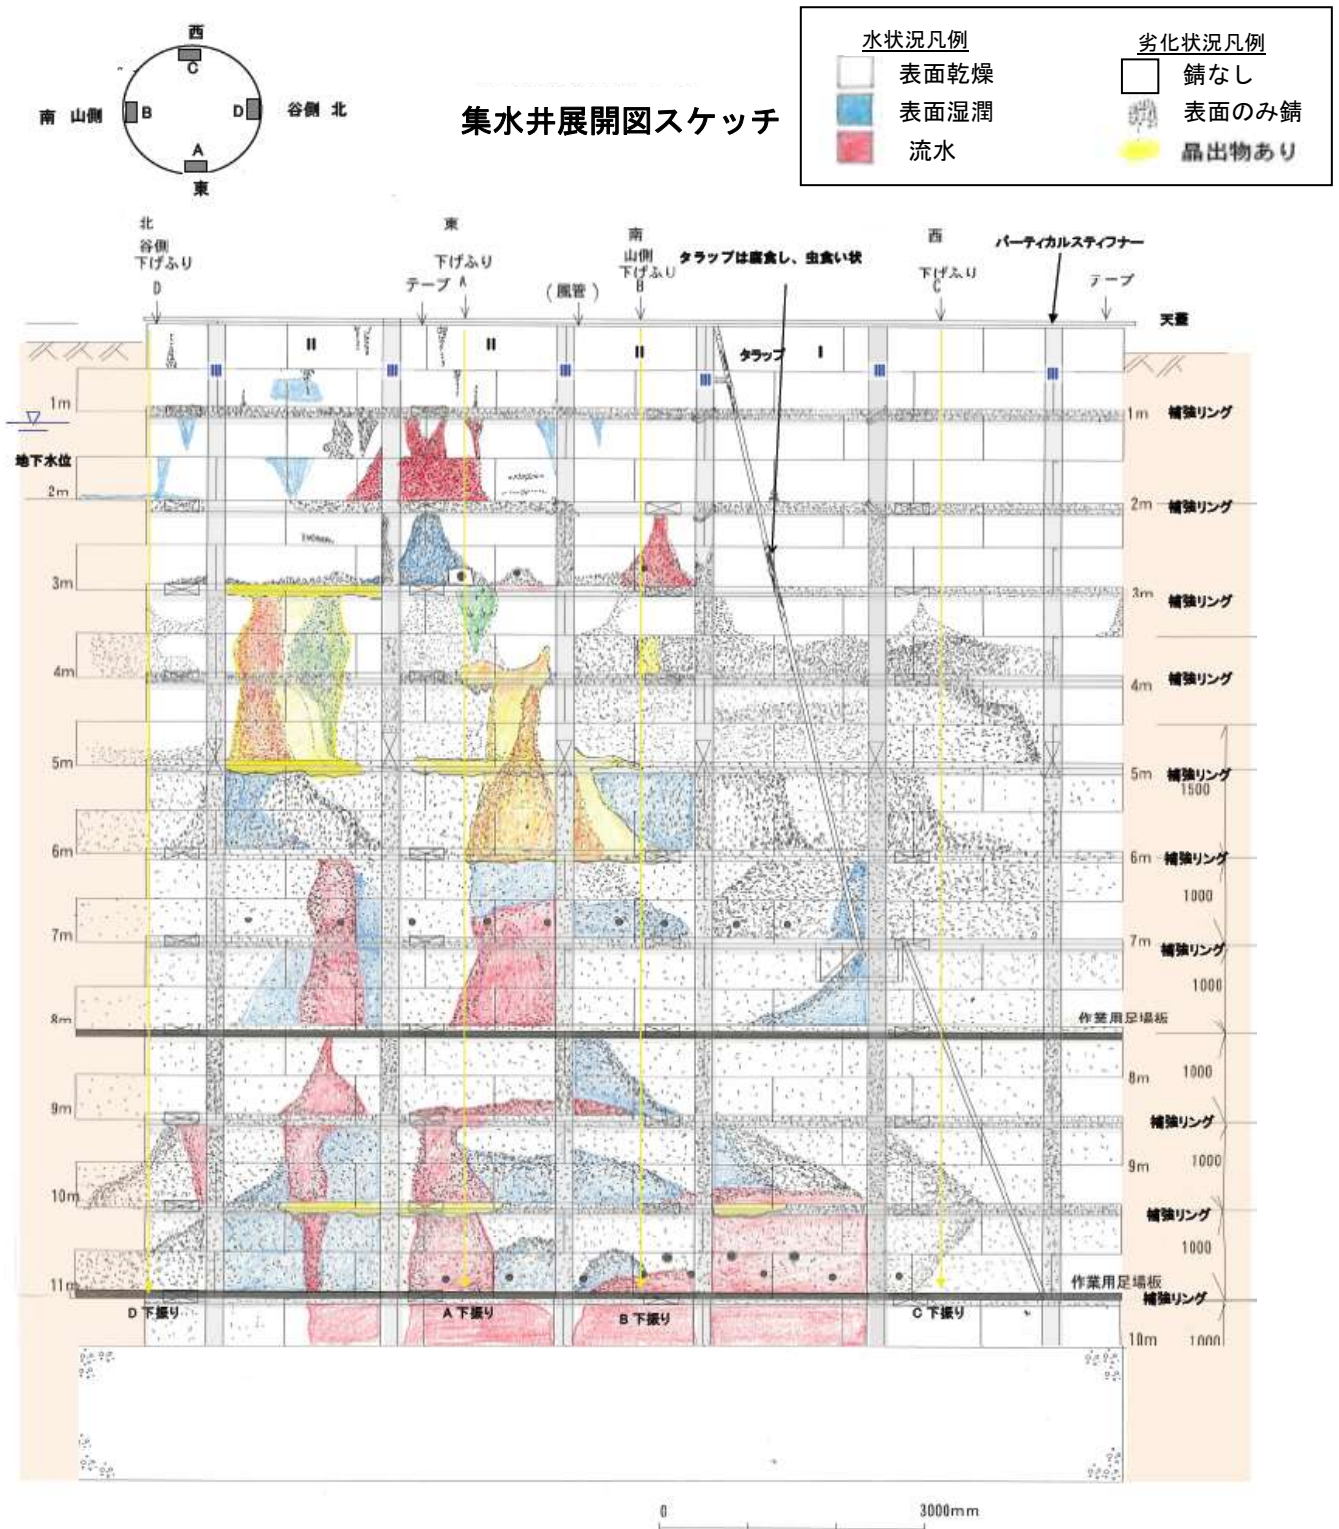 西
C
南 山側
B
D
谷側 北
A
東
集水井展開図スケッチ
水状況凡例
表面乾燥
表面湿潤
流水
劣化状況凡例
錆なし
表面のみ錆
晶出物あり
北
谷側
下げふり
D
東
下げふり
テープ A
(風管)
南
山側
下げふり
B
タラップは腐食し、虫食い状
西
下げふり
C
バーティカルスティフナー
テープ
天蓋
II
II
II
タラップ
I
III
III
III
III
III
III
1m
1m
補強リング
地下水位
2m
2m
補強リング
3m
3m
補強リング
4m
4m
補強リング
5m
5m
補強リング
1500
6m
6m
補強リング
1000
7m
7m
補強リング
1000
8m
作業用足場板
8m
1000
9m
補強リング
9m
1000
10m
補強リング
1000
11m
作業用足場板
補強リング
D 下振り
A 下振り
B 下振り
C 下振り
10m
1000
0
3000mm